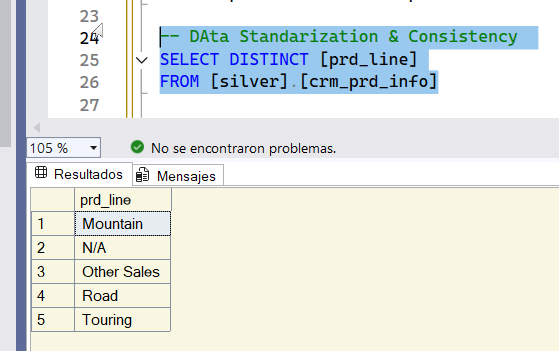 23
24 -- DAta Standarization & Consistency
25 SELECT DISTINCT [prd_line]
26 FROM [silver].[crm_prd_info]
27
105 % No se encontraron problemas.
Resultados Mensajes
prd_line
1 Mountain
2 N/A
3 Other Sales
4 Road
5 Touring